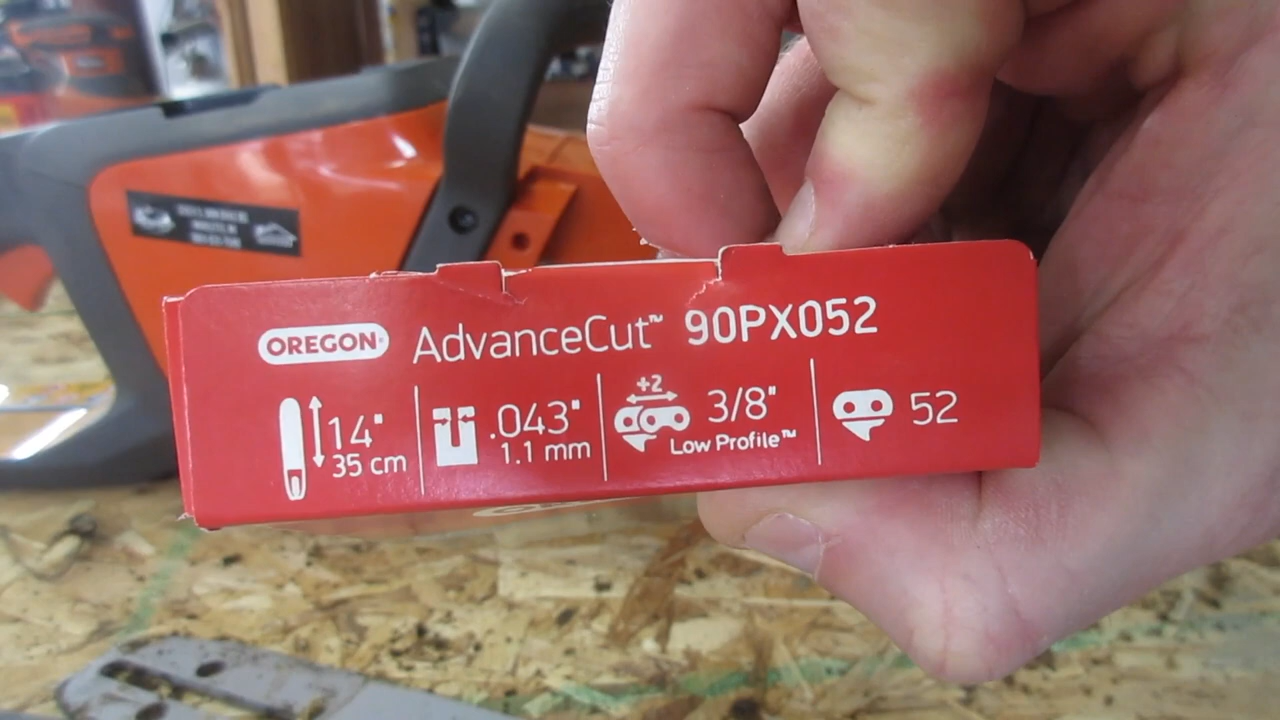 OREGON® AdvanceCut™ 90PX052
14"
35 cm
.043"
1.1 mm
+2
3/8"
Low Profile™
52